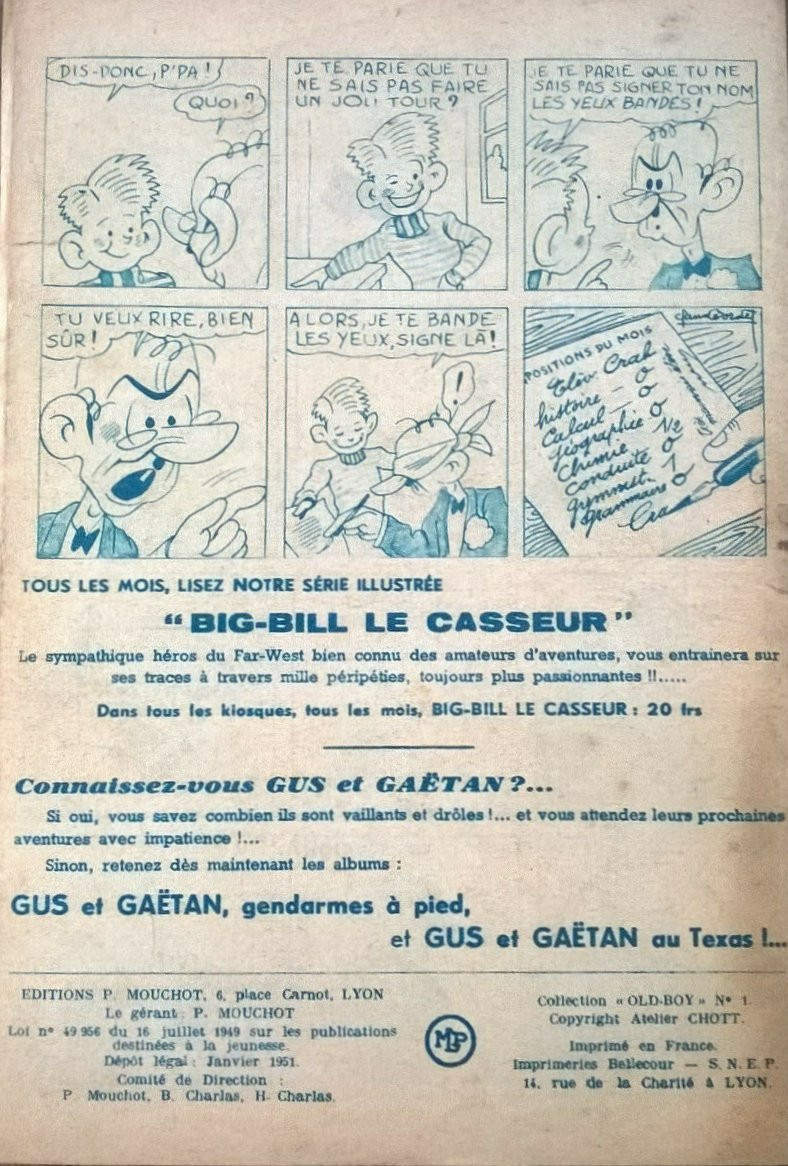 DIS-DONC, P'PA !
QUOI ?
JE TE PARIE QUE TU
NE SAIS PAS FAIRE
UN JOLI TOUR ?
JE TE PARIE QUE TU NE
SAIS PAS SIGNER TON NOM
LES YEUX BANDÉS !
TU VEUX RIRE, BIEN
SÛR !
ALORS, JE TE BANDE
LES YEUX, SIGNE LÀ !
!
POSITIONS DU MOIS
Élèv. Crab
histoire - 0
Calcul - 0
géographie 0
Chimie - 1/2
Conduite 0
gymnast. 1
grammaire 0
Cra
TOUS LES MOIS, LISEZ NOTRE SÉRIE ILLUSTRÉE
“ BIG-BILL LE CASSEUR ”
Le sympathique héros du Far-West bien connu des amateurs d'aventures, vous entrainera sur
ses traces à travers mille péripéties, toujours plus passionnantes !!.....
Dans tous les kiosques, tous les mois, BIG-BILL LE CASSEUR : 20 frs
Connaissez-vous GUS et GAËTAN ?...
Si oui, vous savez combien ils sont vaillants et drôles !... et vous attendez leurs prochaines
aventures avec impatience !...
Sinon, retenez dès maintenant les albums :
GUS et GAËTAN, gendarmes à pied,
et GUS et GAËTAN au Texas !...
EDITIONS P. MOUCHOT, 6, place Carnot, LYON
Le gérant : P. MOUCHOT
Loi n° 49 956 du 16 juillet 1949 sur les publications
destinées à la jeunesse.
Dépôt légal : Janvier 1951.
Comité de Direction :
P. Mouchot, B. Charlas, H. Charlas.
MLP
Collection « OLD-BOY » N° 1.
Copyright Atelier CHOTT.
Imprimé en France.
Imprimeries Bellecour — S. N. E. P.
14, rue de la Charité à LYON.